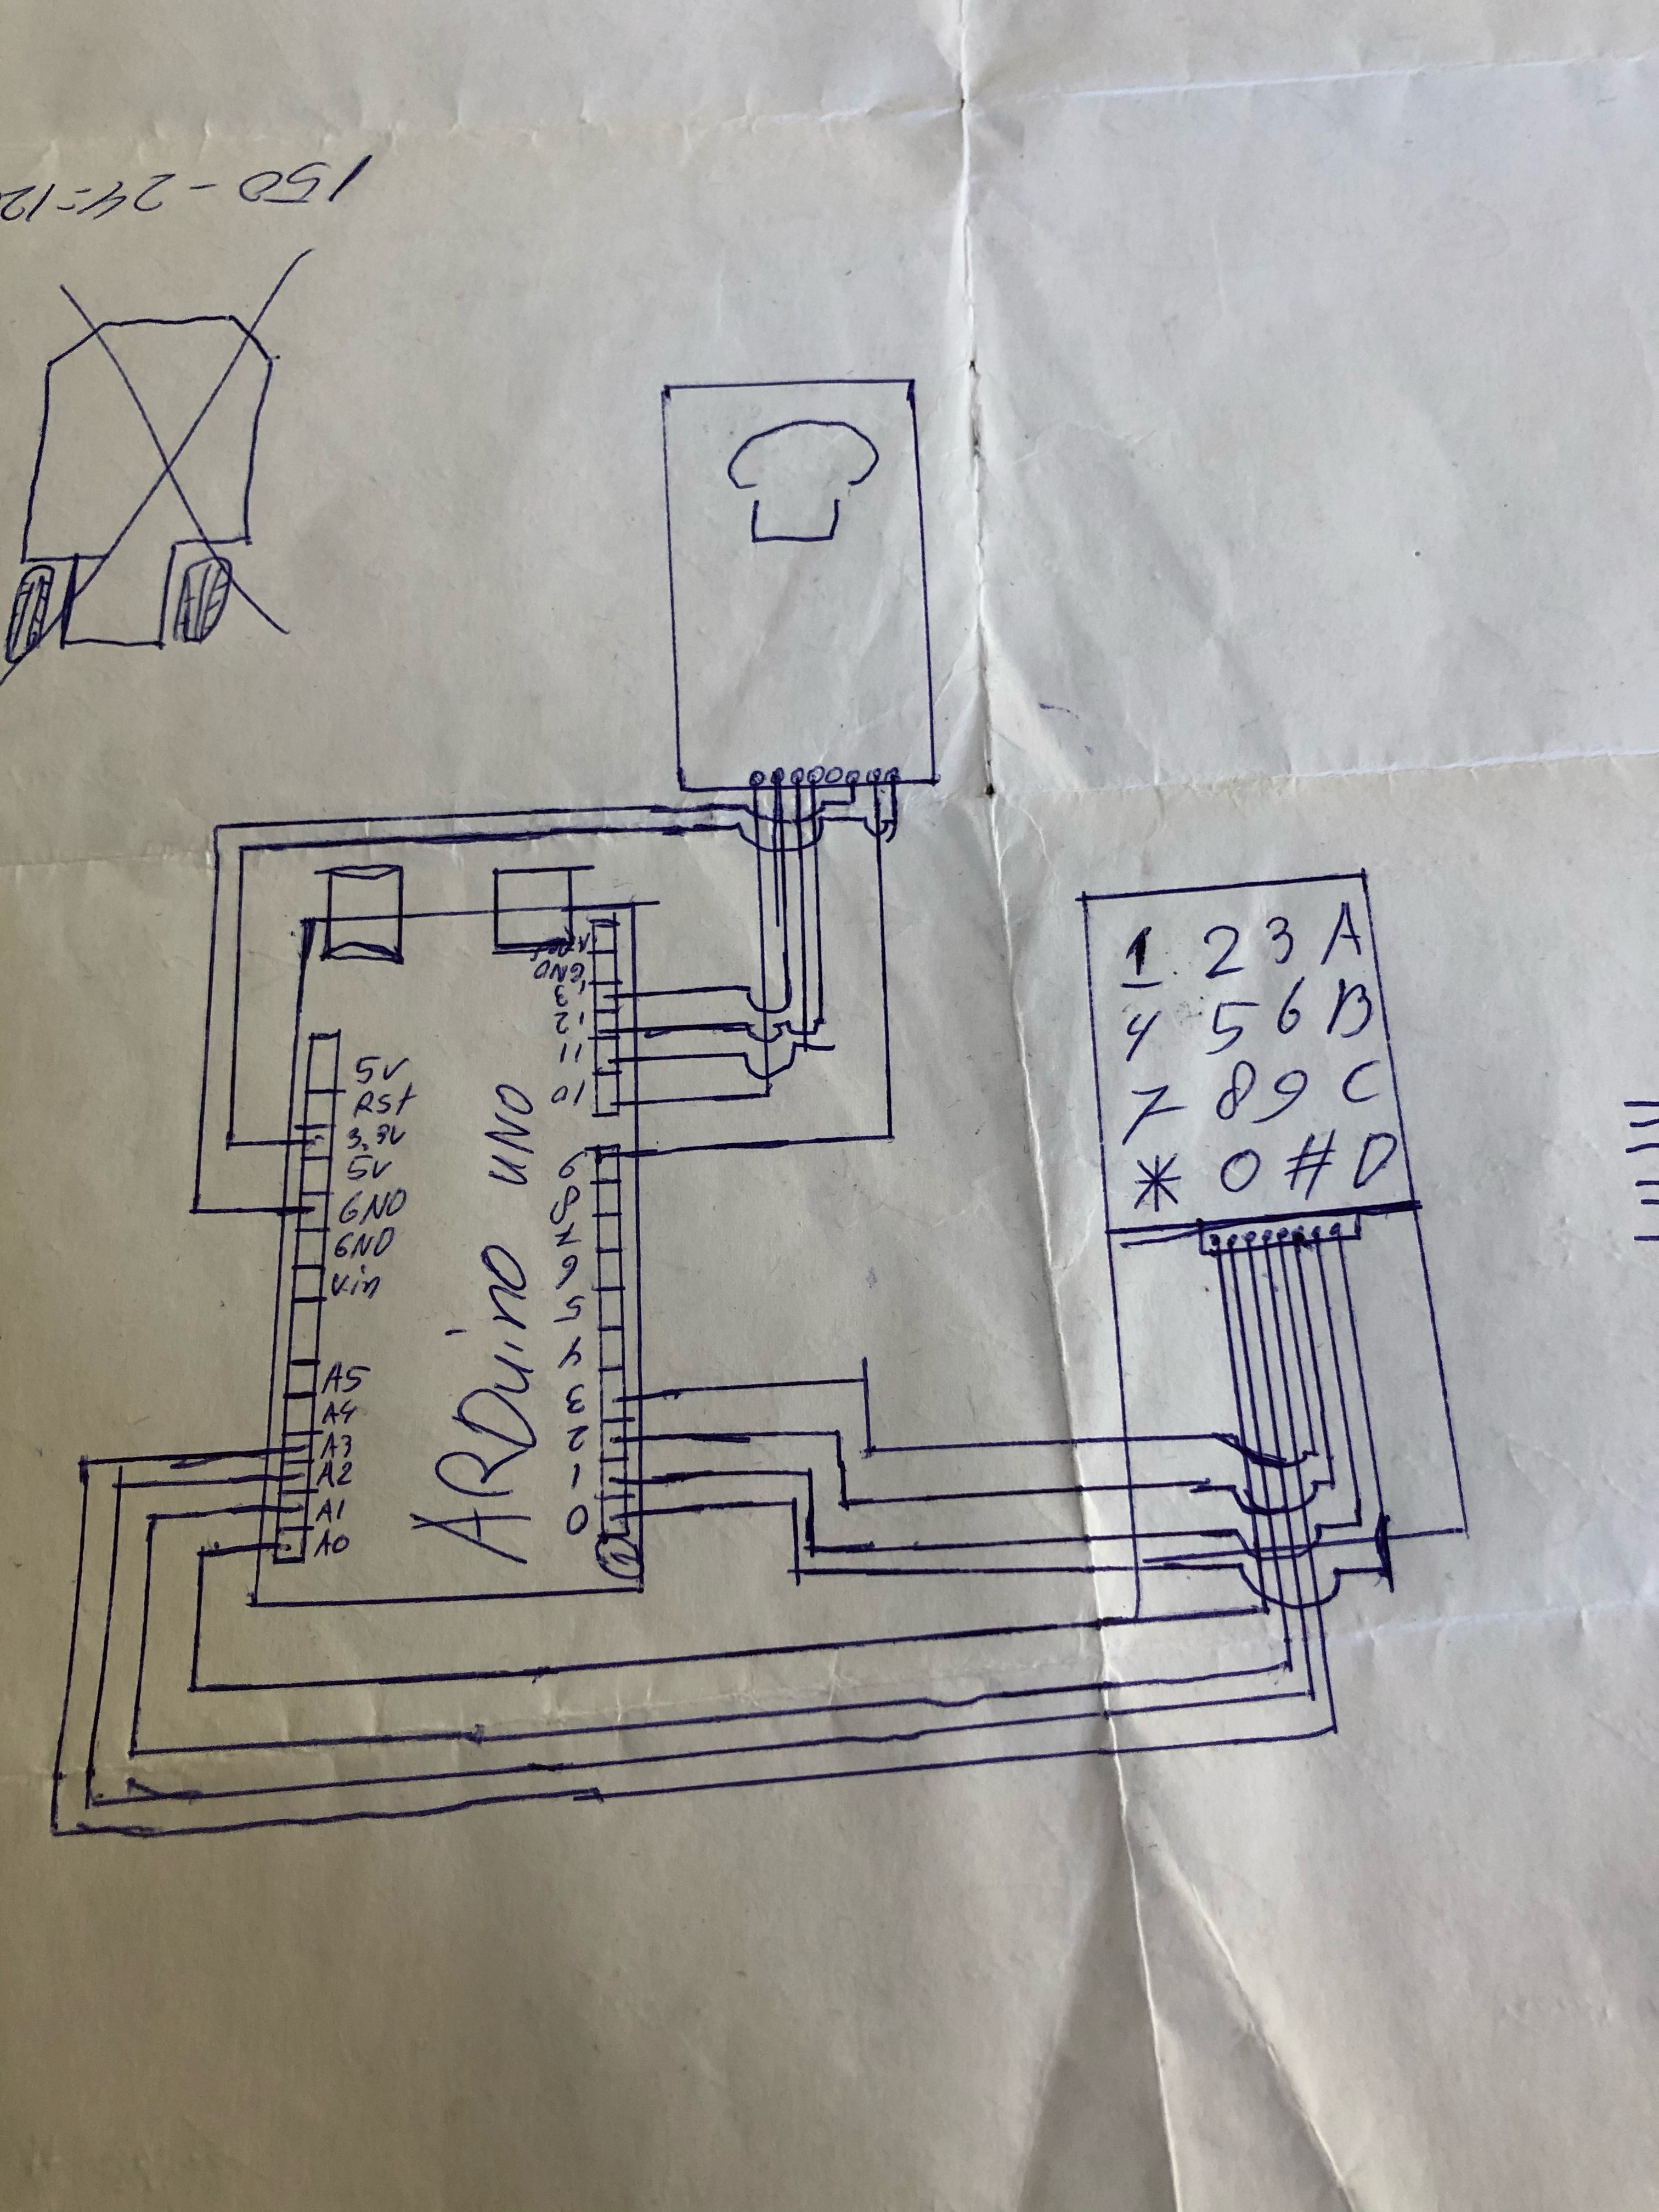 150-24=12
1 2 3 A
4 5 6 B
7 8 9 C
* 0 # D
ARDuino UNO
GND
13
12
11
10
9
8
7
6
5
4
3
2
1
0
5V
RSt
3.3V
5V
GND
GND
Vin
A5
A4
A3
A2
A1
A0